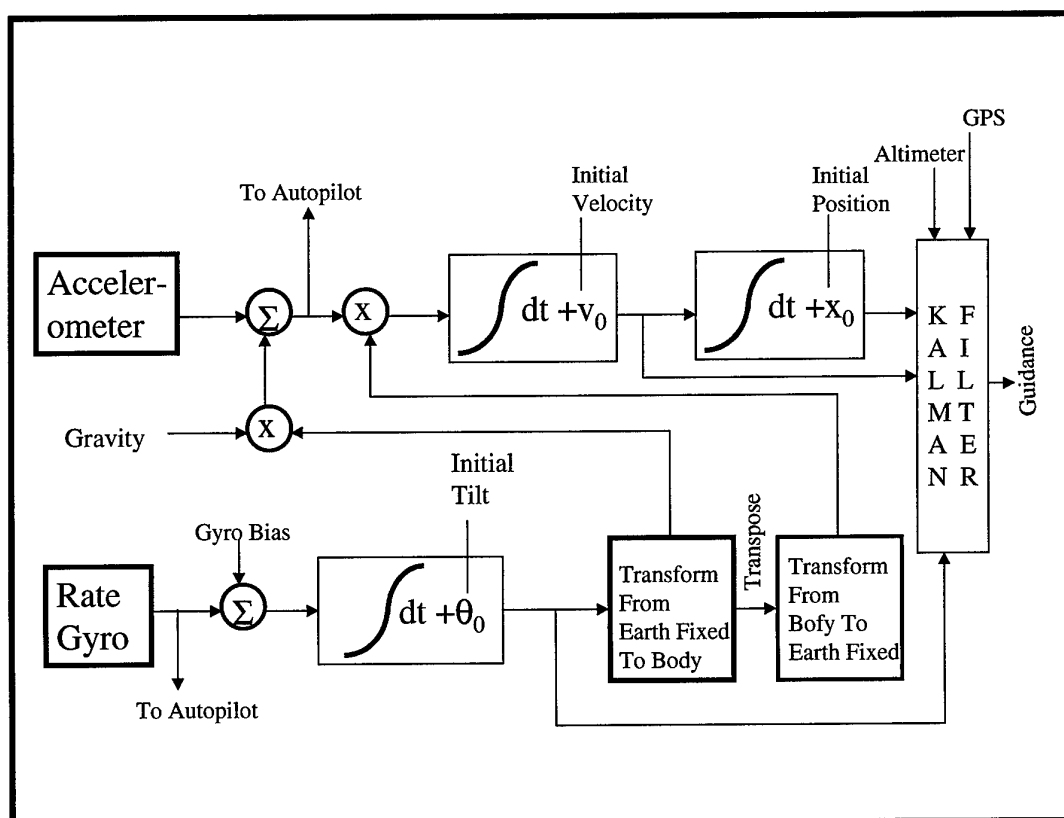 GPS
Altimeter
To Autopilot
Initial
Velocity
Initial
Position
Acceler-
ometer
Σ
x
dt +v₀
dt +x₀
KALMAN
FILTER
Guidance
Gravity
x
Initial
Tilt
Gyro Bias
Rate
Gyro
Σ
dt +θ₀
Transform
From
Earth Fixed
To Body
Transpose
Transform
From
Bofy To
Earth Fixed
To Autopilot